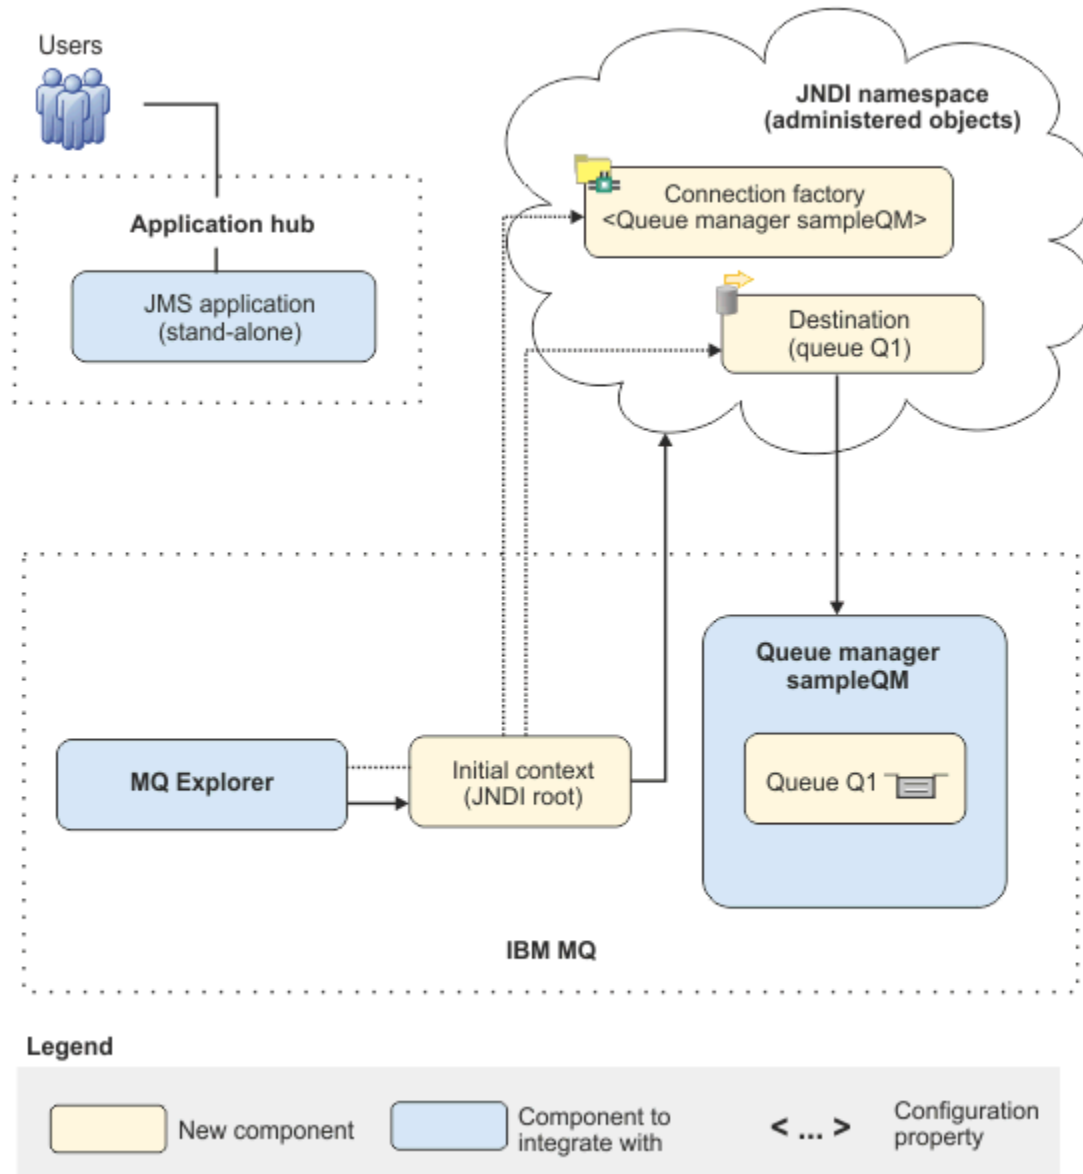 Users
JNDI namespace
(administered objects)
Connection factory
<Queue manager sampleQM>
Application hub
JMS application
(stand-alone)
Destination
(queue Q1)
Queue manager
sampleQM
MQ Explorer
Initial context
(JNDI root)
Queue Q1
IBM MQ
Legend
New component
Component to
integrate with
< ... >
Configuration
property